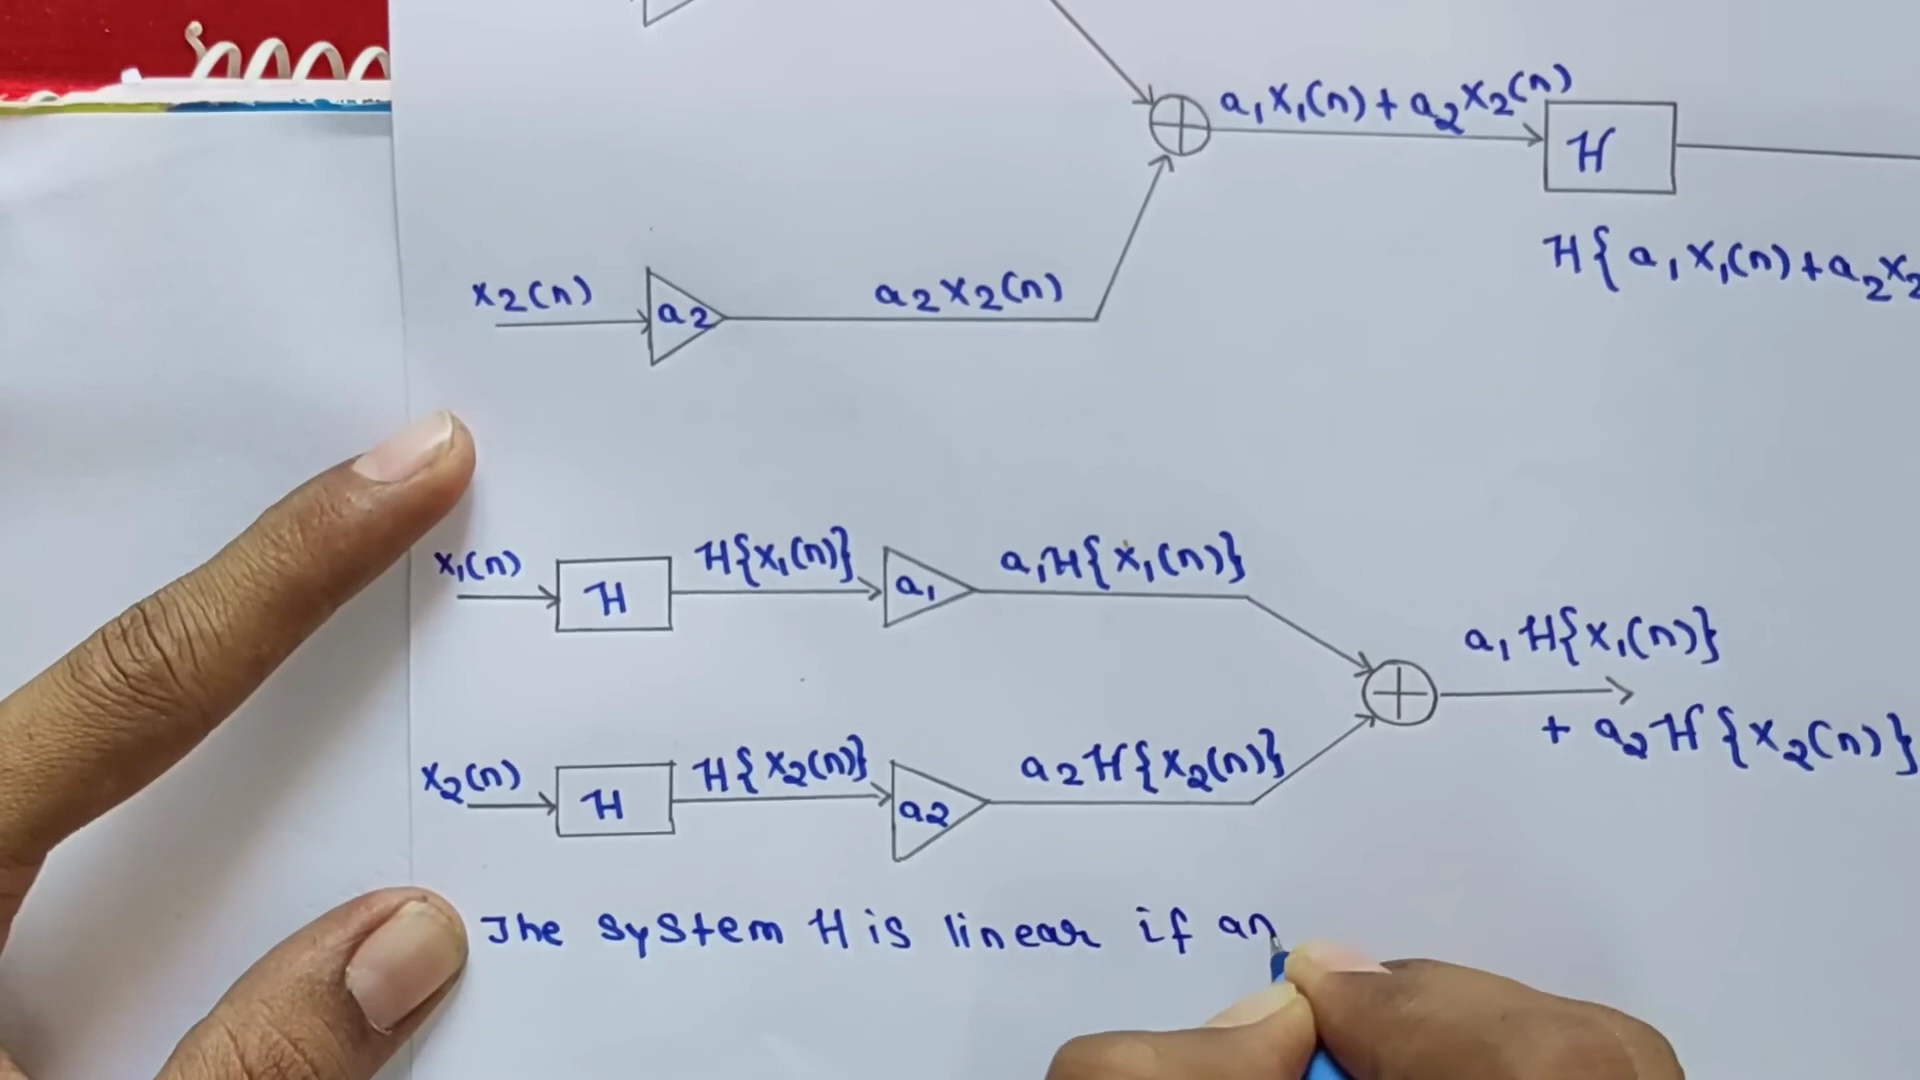 a₁x₁(n) + a₂x₂(n)
H
H{a₁x₁(n)+a₂x₂
x₂(n) a₂ a₂x₂(n)
x₁(n) H H{x₁(n)} a₁ a₁H{x₁(n)}
a₁H{x₁(n)}
+ a₂H{x₂(n)}
x₂(n) H H{x₂(n)} a₂ a₂H{x₂(n)}
The system H is linear if an